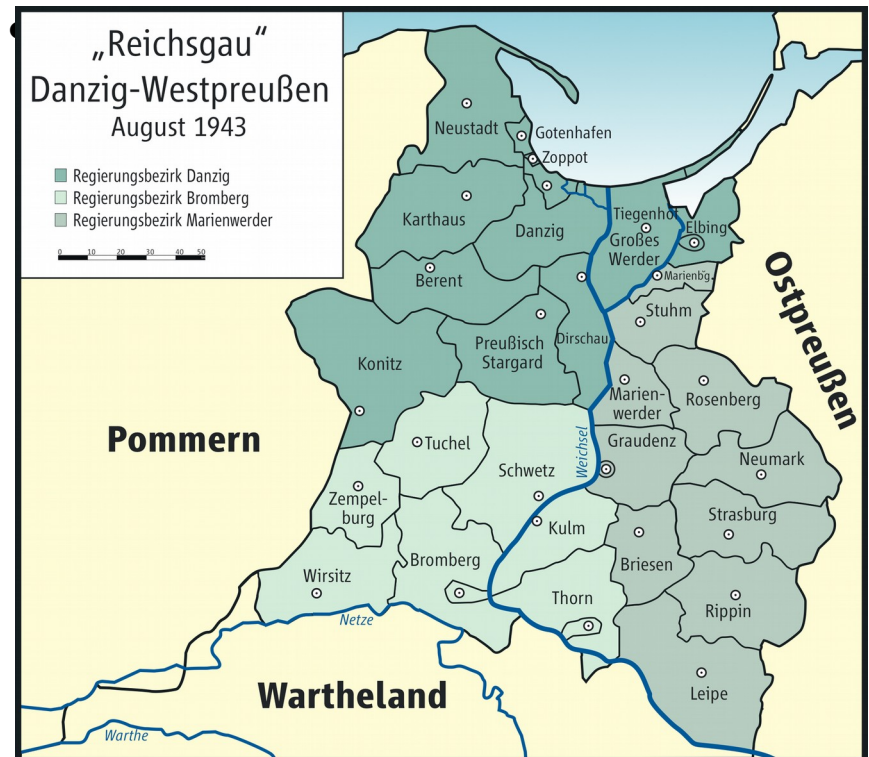 „Reichsgau“
Danzig-Westpreußen
August 1943
Regierungsbezirk Danzig
Regierungsbezirk Bromberg
Regierungsbezirk Marienwerder
0 10 20 30 40 50
Neustadt
Gotenhafen
Zoppot
Karthaus
Danzig
Tiegenhof
Großes
Werder
Elbing
Berent
Marienb'g.
Stuhm
Konitz
Preußisch
Stargard
Dirschau
Marien-
werder
Rosenberg
Ostpreußen
Pommern
Tuchel
Weichsel
Graudenz
Schwetz
Neumark
Zempel-
burg
Strasburg
Kulm
Bromberg
Briesen
Wirsitz
Thorn
Rippin
Netze
Leipe
Wartheland
Warthe